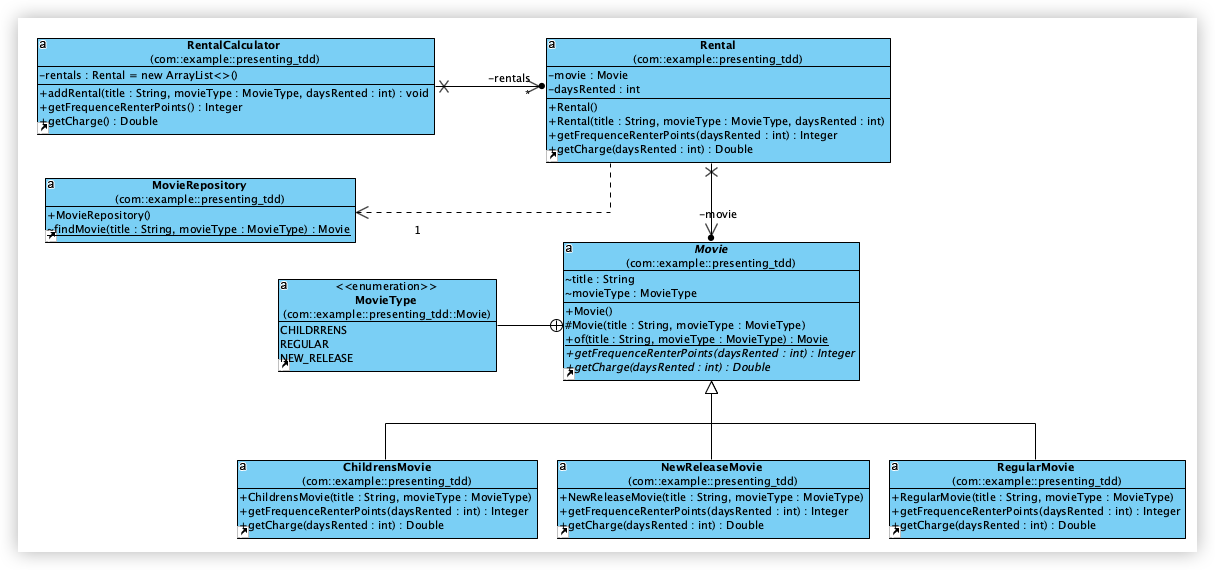 a
RentalCalculator
(com::example::presenting_tdd)
-rentals : Rental = new ArrayList<>()
+addRental(title : String, movieType : MovieType, daysRented : int) : void
+getFrequenceRenterPoints() : Integer
+getCharge() : Double
-rentals
*
a
Rental
(com::example::presenting_tdd)
-movie : Movie
-daysRented : int
+Rental()
+Rental(title : String, movieType : MovieType, daysRented : int)
+getFrequenceRenterPoints(daysRented : int) : Integer
+getCharge(daysRented : int) : Double
a
MovieRepository
(com::example::presenting_tdd)
+MovieRepository()
~findMovie(title : String, movieType : MovieType) : Movie
1
-movie
a
<<enumeration>>
MovieType
(com::example::presenting_tdd::Movie)
CHILDRRENS
REGULAR
NEW_RELEASE
a
Movie
(com::example::presenting_tdd)
~title : String
~movieType : MovieType
+Movie()
#Movie(title : String, movieType : MovieType)
+of(title : String, movieType : MovieType) : Movie
+getFrequenceRenterPoints(daysRented : int) : Integer
+getCharge(daysRented : int) : Double
a
ChildrensMovie
(com::example::presenting_tdd)
+ChildrensMovie(title : String, movieType : MovieType)
+getFrequenceRenterPoints(daysRented : int) : Integer
+getCharge(daysRented : int) : Double
a
NewReleaseMovie
(com::example::presenting_tdd)
+NewReleaseMovie(title : String, movieType : MovieType)
+getFrequenceRenterPoints(daysRented : int) : Integer
+getCharge(daysRented : int) : Double
a
RegularMovie
(com::example::presenting_tdd)
+RegularMovie(title : String, movieType : MovieType)
+getFrequenceRenterPoints(daysRented : int) : Integer
+getCharge(daysRented : int) : Double